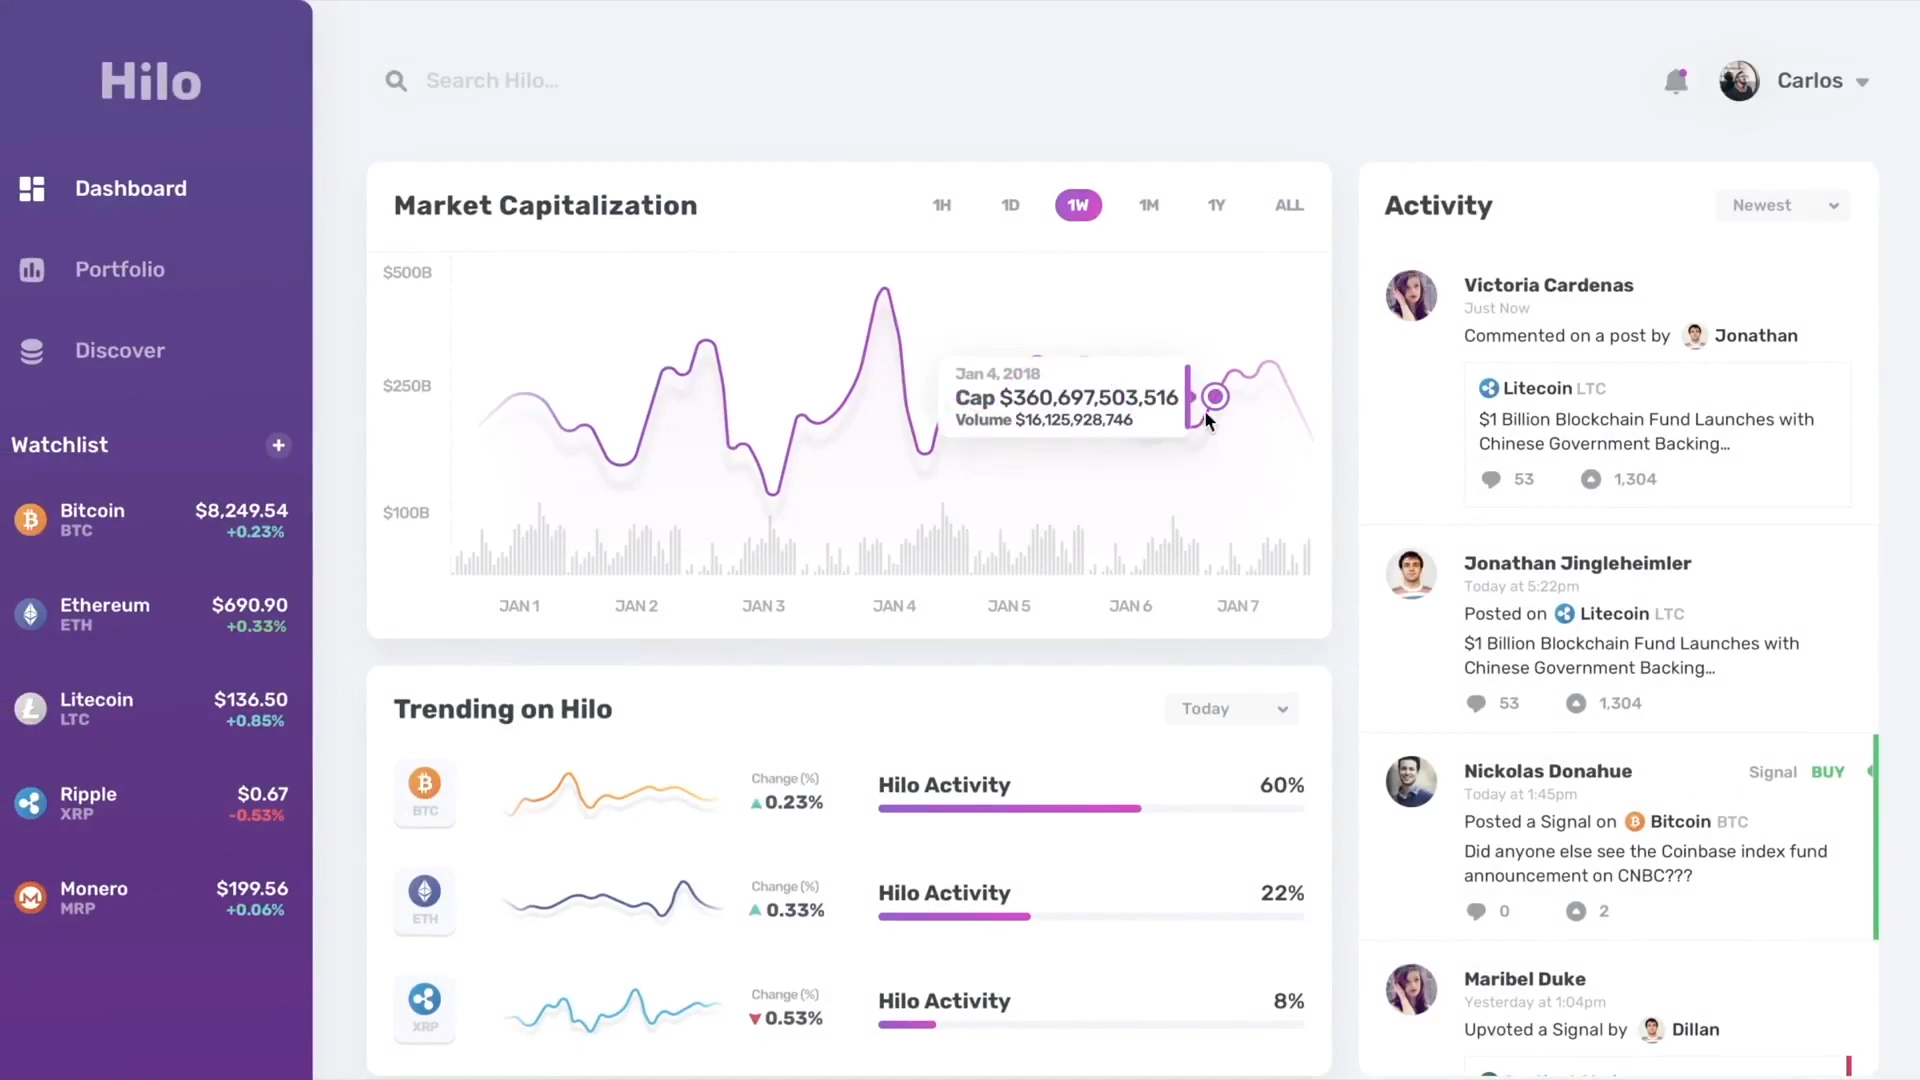 Hilo
Dashboard
Portfolio
Discover
Watchlist
+
Bitcoin $8,249.54
BTC +0.23%
Ethereum $690.90
ETH +0.33%
Litecoin $136.50
LTC +0.85%
Ripple $0.67
XRP -0.53%
Monero $199.56
MRP +0.06%
Search Hilo...
Carlos
Market Capitalization
1H 1D 1W 1M 1Y ALL
$500B
$250B
$100B
Jan 4, 2018
Cap $360,697,503,516
Volume $16,125,928,746
JAN 1 JAN 2 JAN 3 JAN 4 JAN 5 JAN 6 JAN 7
Trending on Hilo
Today
BTC
Change (%)
0.23%
Hilo Activity 60%
ETH
Change (%)
0.33%
Hilo Activity 22%
XRP
Change (%)
0.53%
Hilo Activity 8%
Activity
Newest
Victoria Cardenas
Just Now
Commented on a post by Jonathan
Litecoin LTC
$1 Billion Blockchain Fund Launches with
Chinese Government Backing...
53 1,304
Jonathan Jingleheimler
Today at 5:22pm
Posted on Litecoin LTC
$1 Billion Blockchain Fund Launches with
Chinese Government Backing...
53 1,304
Nickolas Donahue
Signal BUY
Today at 1:45pm
Posted a Signal on Bitcoin BTC
Did anyone else see the Coinbase index fund
announcement on CNBC???
0 2
Maribel Duke
Yesterday at 1:04pm
Upvoted a Signal by Dillan